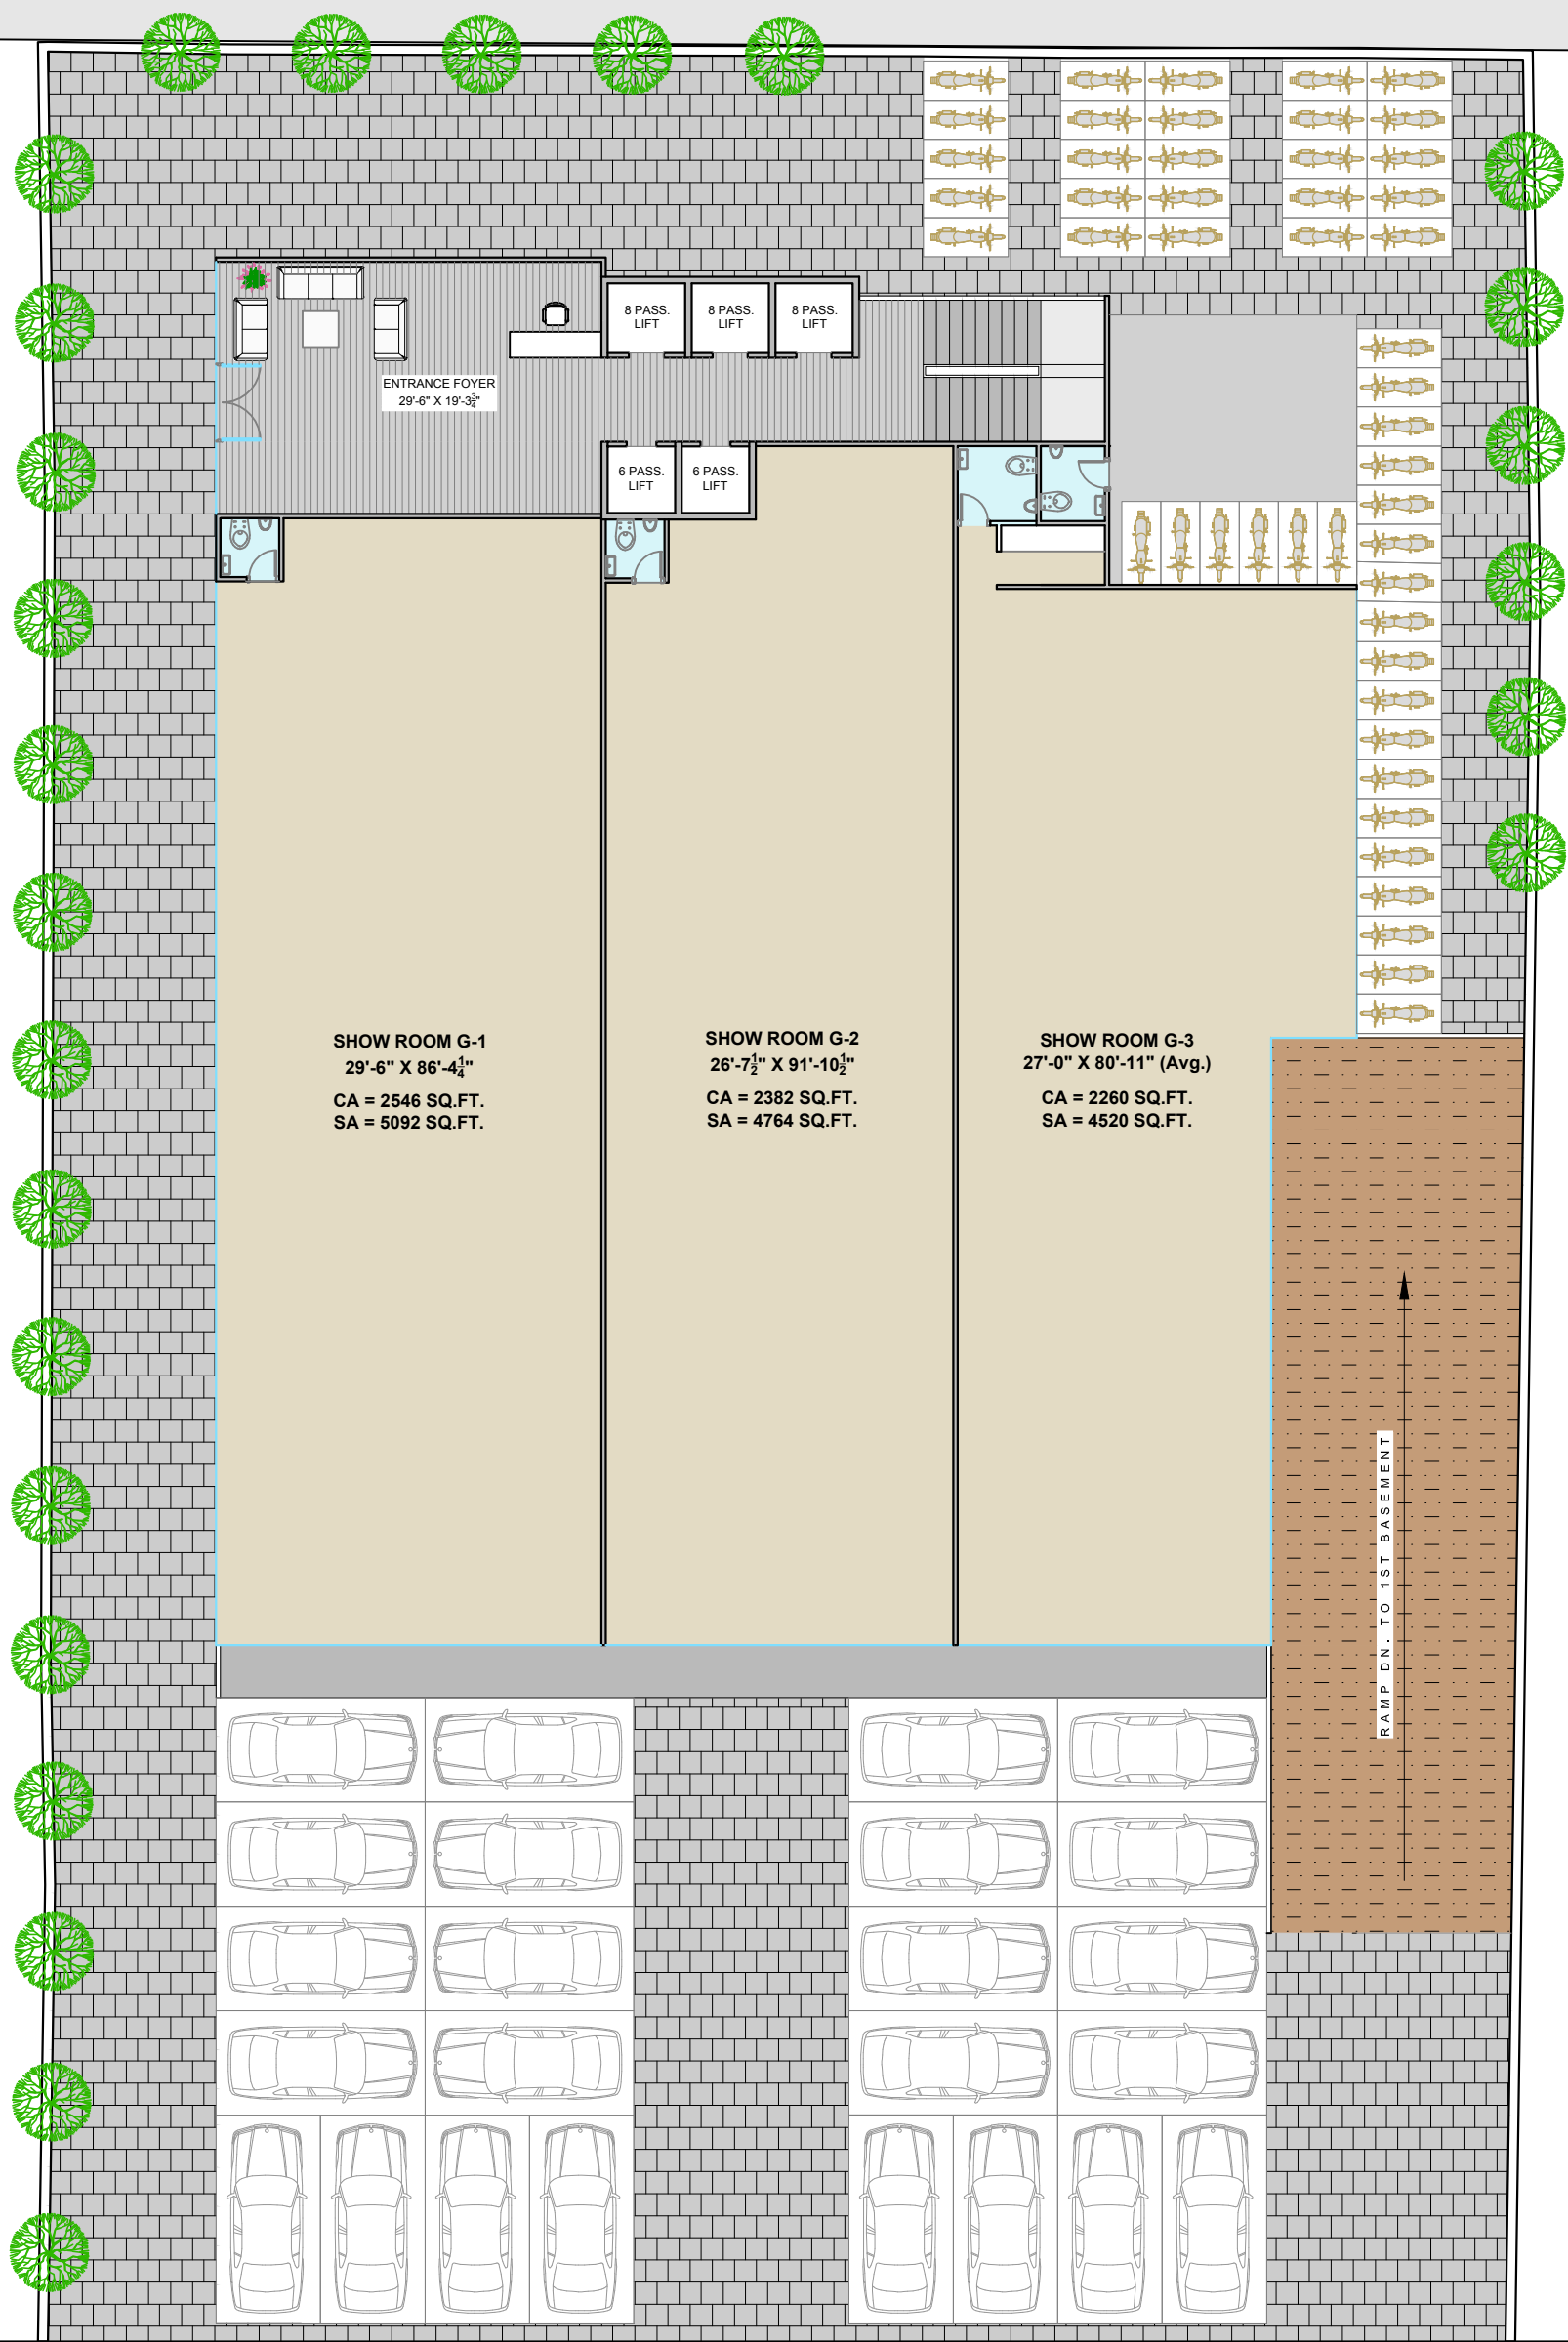 8 PASS.
LIFT
8 PASS.
LIFT
8 PASS.
LIFT
ENTRANCE FOYER
29'-6" X 19'-3¾"
6 PASS.
LIFT
6 PASS.
LIFT
SHOW ROOM G-1
29'-6" X 86'-4¼"
CA = 2546 SQ.FT.
SA = 5092 SQ.FT.
SHOW ROOM G-2
26'-7½" X 91'-10½"
CA = 2382 SQ.FT.
SA = 4764 SQ.FT.
SHOW ROOM G-3
27'-0" X 80'-11" (Avg.)
CA = 2260 SQ.FT.
SA = 4520 SQ.FT.
RAMP DN. TO 1ST BASEMENT